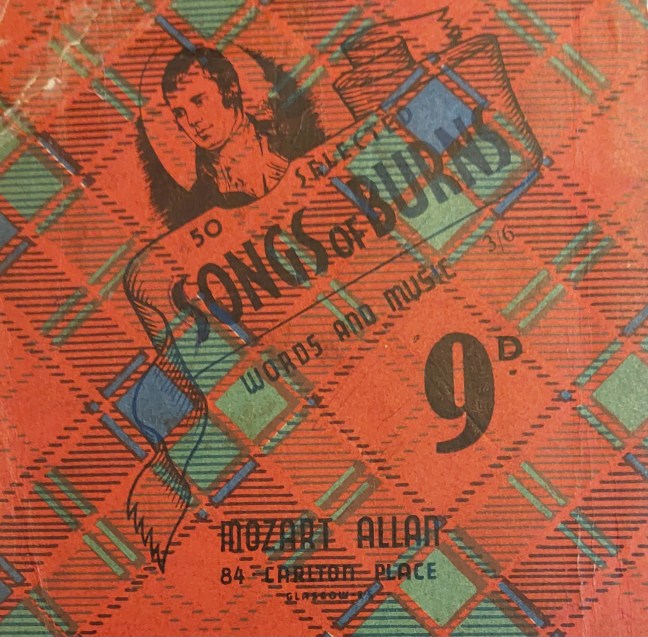 50 SELECTED
SONGS OF BURNS
3/6
WORDS AND MUSIC
9D.
MOZART ALLAN
84 CARLTON PLACE
GLASGOW